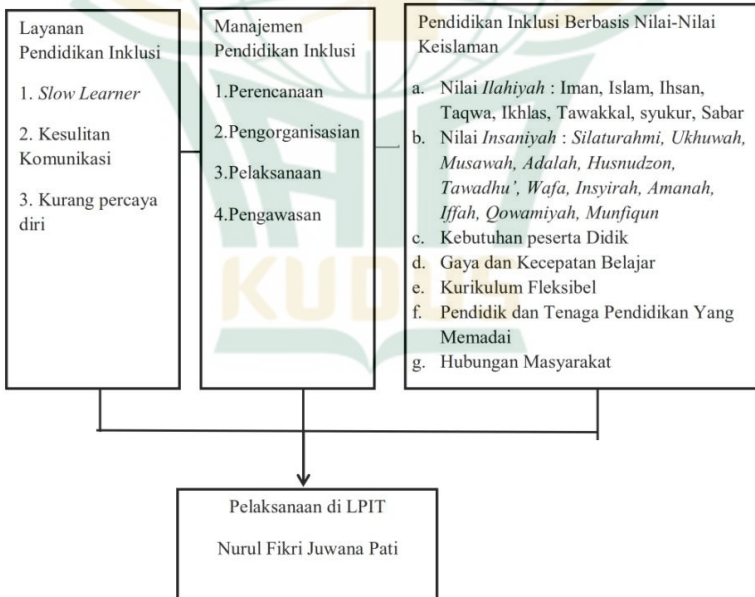 Layanan
Pendidikan Inklusi
1. Slow Learner
2. Kesulitan
Komunikasi
3. Kurang percaya
diri
Manajemen
Pendidikan Inklusi
1.Perencanaan
2.Pengorganisasian
3.Pelaksanaan
4.Pengawasan
Pendidikan Inklusi Berbasis Nilai-Nilai
Keislaman
a. Nilai Ilahiyah : Iman, Islam, Ihsan,
Taqwa, Ikhlas, Tawakkal, syukur, Sabar
b. Nilai Insaniyah : Silaturahmi, Ukhuwah,
Musawah, Adalah, Husnudzon,
Tawadhu’, Wafa, Insyirah, Amanah,
Iffah, Qowamiyah, Munfiqun
c. Kebutuhan peserta Didik
d. Gaya dan Kecepatan Belajar
e. Kurikulum Fleksibel
f. Pendidik dan Tenaga Pendidikan Yang
Memadai
g. Hubungan Masyarakat
KUDUS
Pelaksanaan di LPIT
Nurul Fikri Juwana Pati